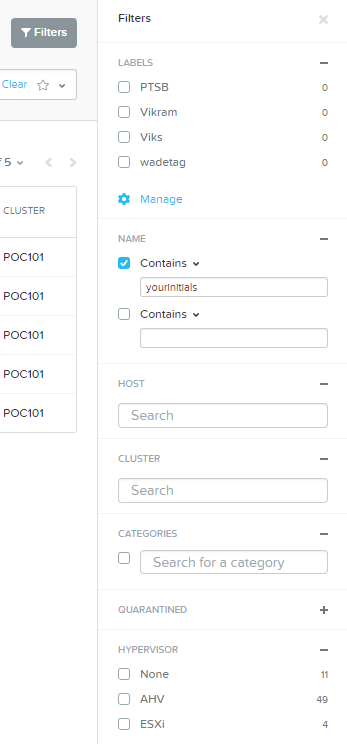 Filters
Clear
5
CLUSTER
POC101
POC101
POC101
POC101
POC101
Filters
LABELS
PTSB 0
Vikram 0
Viks 0
wadetag 0
Manage
NAME
Contains
yourinitials
Contains
HOST
Search
CLUSTER
Search
CATEGORIES
Search for a category
QUARANTINED
HYPERVISOR
None 11
AHV 49
ESXi 4